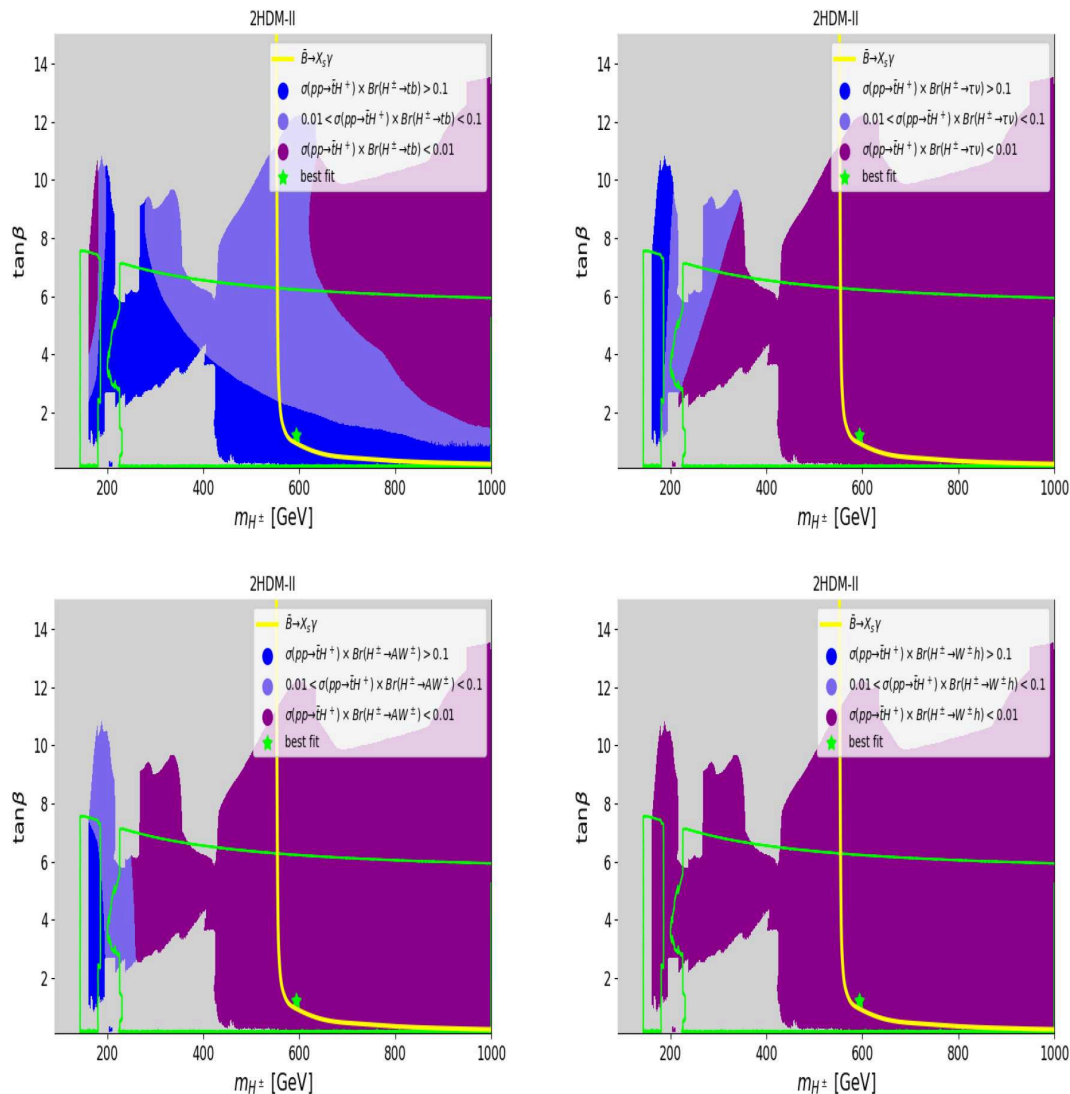 2HDM-II
B̄→X_sγ
σ(pp→t̄H⁺) × Br(H^±→tb) > 0.1
0.01 < σ(pp→t̄H⁺) × Br(H^±→tb) < 0.1
σ(pp→t̄H⁺) × Br(H^±→tb) < 0.01
best fit
tanβ
14
12
10
8
6
4
2
200 400 600 800 1000
m_{H^±} [GeV]
2HDM-II
B̄→X_sγ
σ(pp→t̄H⁺) × Br(H^±→τν) > 0.1
0.01 < σ(pp→t̄H⁺) × Br(H^±→τν) < 0.1
σ(pp→t̄H⁺) × Br(H^±→τν) < 0.01
best fit
tanβ
14
12
10
8
6
4
2
200 400 600 800 1000
m_{H^±} [GeV]
2HDM-II
B̄→X_sγ
σ(pp→t̄H⁺) × Br(H^±→AW^±) > 0.1
0.01 < σ(pp→t̄H⁺) × Br(H^±→AW^±) < 0.1
σ(pp→t̄H⁺) × Br(H^±→AW^±) < 0.01
best fit
tanβ
14
12
10
8
6
4
2
200 400 600 800 1000
m_{H^±} [GeV]
2HDM-II
B̄→X_sγ
σ(pp→t̄H⁺) × Br(H^±→W^±h) > 0.1
0.01 < σ(pp→t̄H⁺) × Br(H^±→W^±h) < 0.1
σ(pp→t̄H⁺) × Br(H^±→W^±h) < 0.01
best fit
tanβ
14
12
10
8
6
4
2
200 400 600 800 1000
m_{H^±} [GeV]